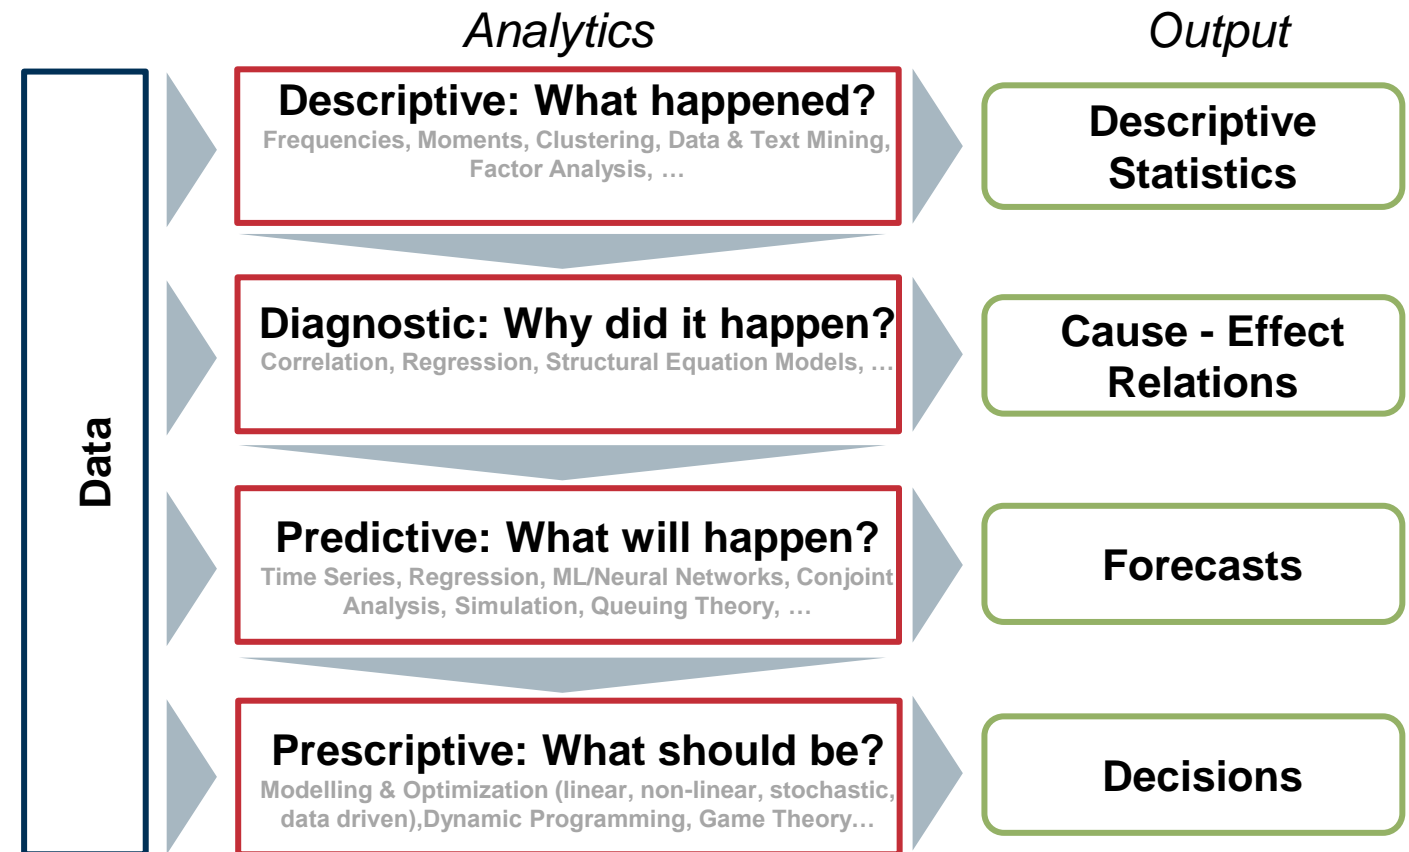 Analytics
Output
Data
Descriptive: What happened?
Frequencies, Moments, Clustering, Data & Text Mining,
Factor Analysis, …
Descriptive
Statistics
Diagnostic: Why did it happen?
Correlation, Regression, Structural Equation Models, …
Cause - Effect
Relations
Predictive: What will happen?
Time Series, Regression, ML/Neural Networks, Conjoint
Analysis, Simulation, Queuing Theory, …
Forecasts
Prescriptive: What should be?
Modelling & Optimization (linear, non-linear, stochastic,
data driven),Dynamic Programming, Game Theory…
Decisions